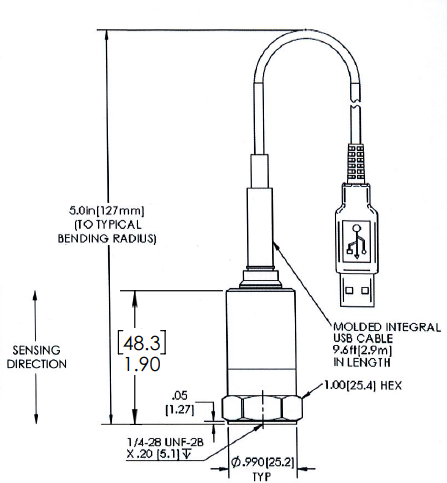 5.0in[127mm]
(TO TYPICAL
BENDING RADIUS)
SENSING
DIRECTION
[48.3]
1.90
MOLDED INTEGRAL
USB CABLE
9.6ft[2.9m]
IN LENGTH
1.00[25.4] HEX
.05
[1.27]
1/4-28 UNF-2B
X .20 [5.1] ↧
Ø.990[25.2]
TYP